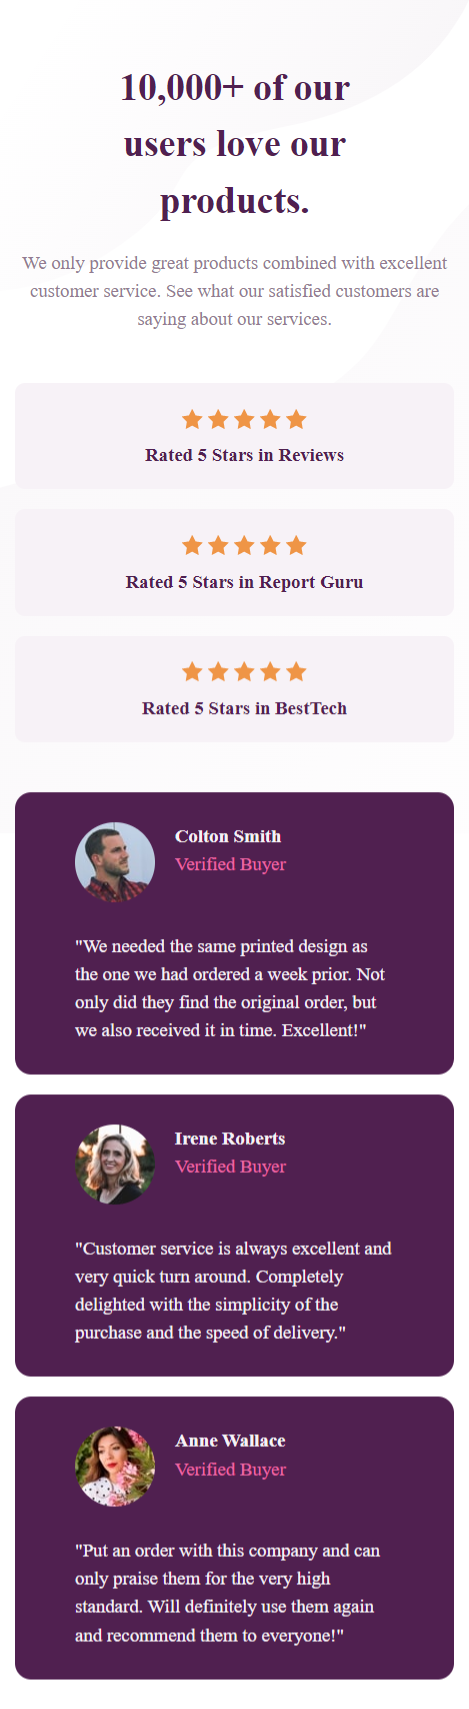 10,000+ of our
users love our
products.
We only provide great products combined with excellent
customer service. See what our satisfied customers are
saying about our services.
Rated 5 Stars in Reviews
Rated 5 Stars in Report Guru
Rated 5 Stars in BestTech
Colton Smith
Verified Buyer
"We needed the same printed design as
the one we had ordered a week prior. Not
only did they find the original order, but
we also received it in time. Excellent!"
Irene Roberts
Verified Buyer
"Customer service is always excellent and
very quick turn around. Completely
delighted with the simplicity of the
purchase and the speed of delivery."
Anne Wallace
Verified Buyer
"Put an order with this company and can
only praise them for the very high
standard. Will definitely use them again
and recommend them to everyone!"